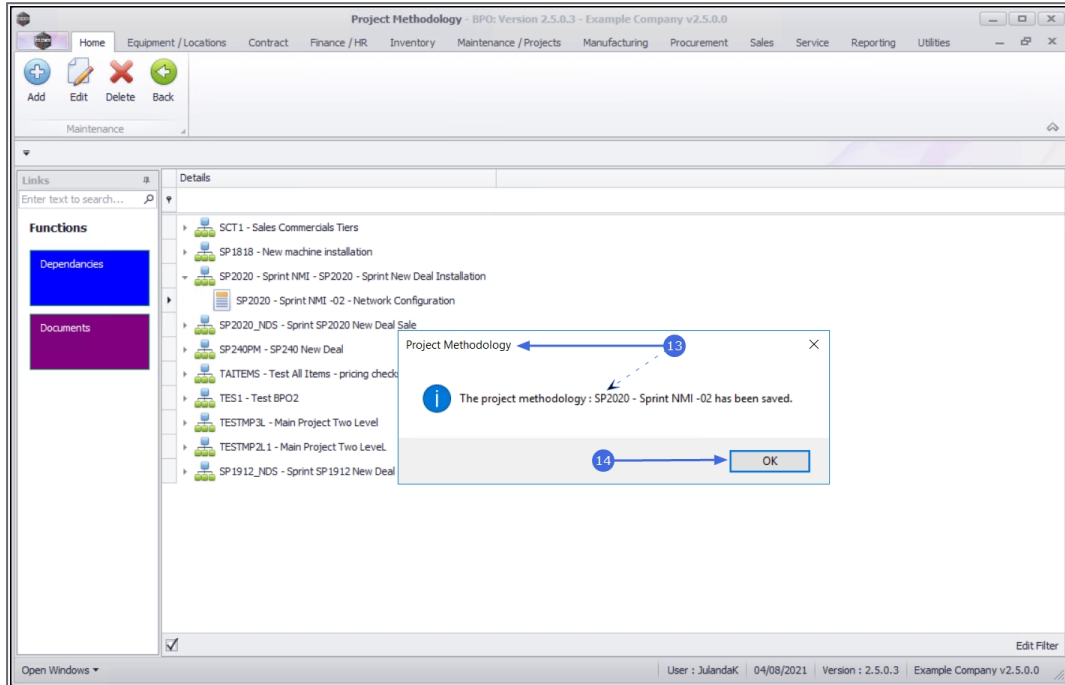 Project Methodology - BPO: Version 2.5.0.3 - Example Company v2.5.0.0
Home Equipment / Locations Contract Finance / HR Inventory Maintenance / Projects Manufacturing Procurement Sales Service Reporting Utilities
Add Edit Delete Back
Maintenance
Links
Details
Enter text to search...
Functions
Dependancies
Documents
SCT1 - Sales Commercials Tiers
SP1818 - New machine installation
SP2020 - Sprint NMI - SP2020 - Sprint New Deal Installation
SP2020 - Sprint NMI -02 - Network Configuration
SP2020_NDS - Sprint SP2020 New Deal Sale
SP240PM - SP240 New Deal
TAITEMS - Test All Items - pricing check
TES1 - Test BPO2
TESTMP3L - Main Project Two Level
TESTMP2L1 - Main Project Two LeveL
SP1912_NDS - Sprint SP1912 New Deal
Project Methodology
13
The project methodology : SP2020 - Sprint NMI -02 has been saved.
14
OK
Edit Filter
Open Windows
User : JulandaK 04/08/2021 Version : 2.5.0.3 Example Company v2.5.0.0